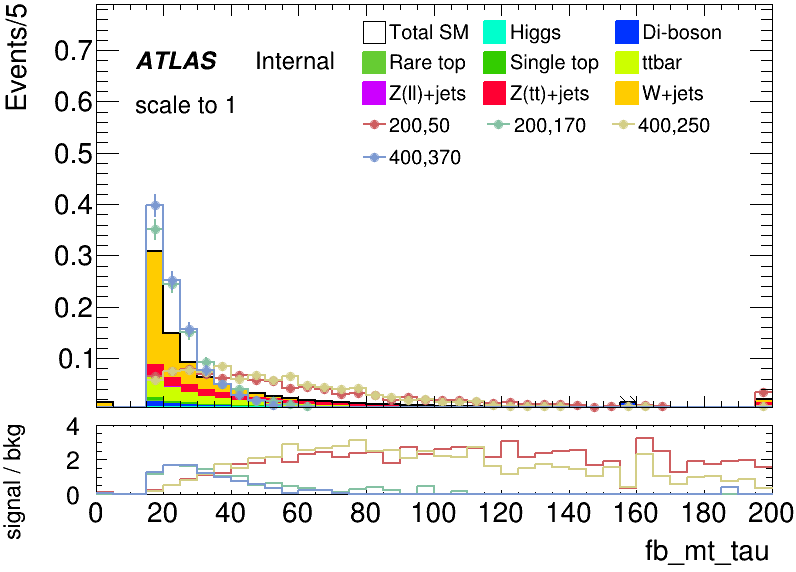 Events/5
0.7
0.6
0.5
0.4
0.3
0.2
0.1
ATLAS Internal
scale to 1
Total SM Higgs Di-boson
Rare top Single top ttbar
Z(ll)+jets Z(tt)+jets W+jets
200,50 200,170 400,250
400,370
signal / bkg
4
2
0
0 20 40 60 80 100 120 140 160 180 200
fb_mt_tau